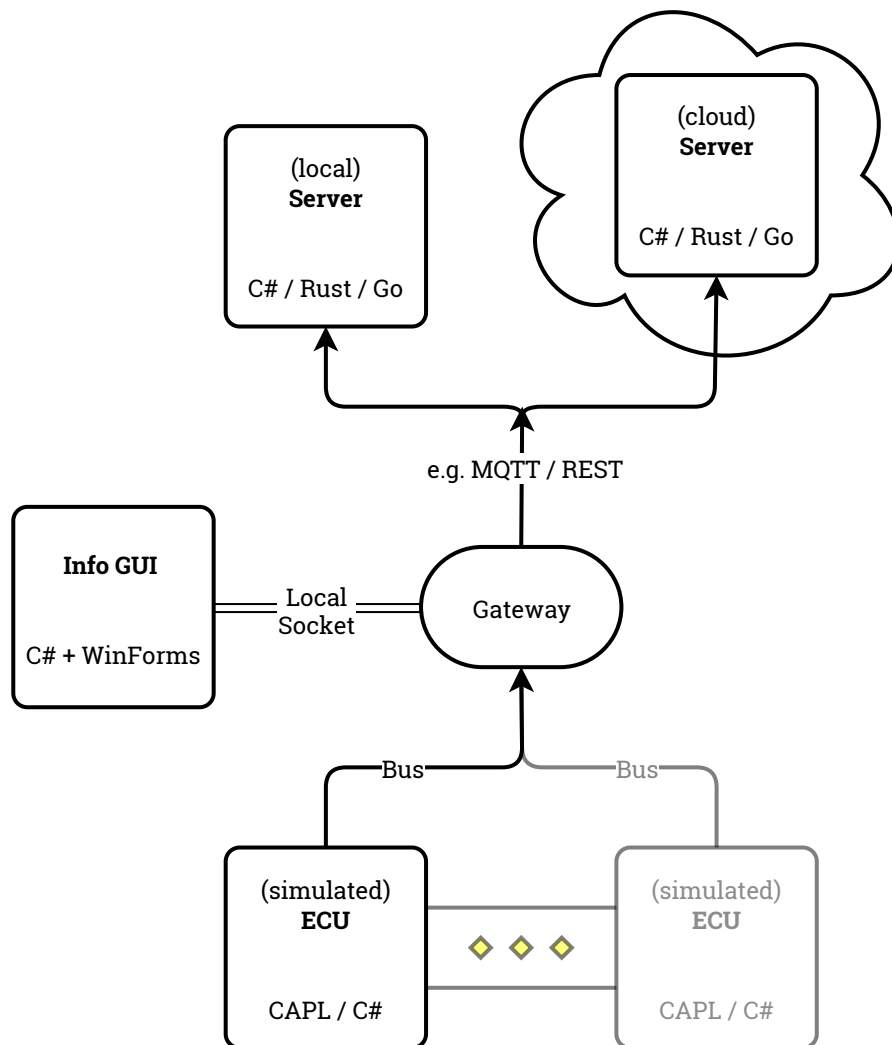 (cloud)
Server
C# / Rust / Go
(local)
Server
C# / Rust / Go
e.g. MQTT / REST
Info GUI
C# + WinForms
Local
Socket
Gateway
Bus
Bus
(simulated)
ECU
CAPL / C#
(simulated)
ECU
CAPL / C#